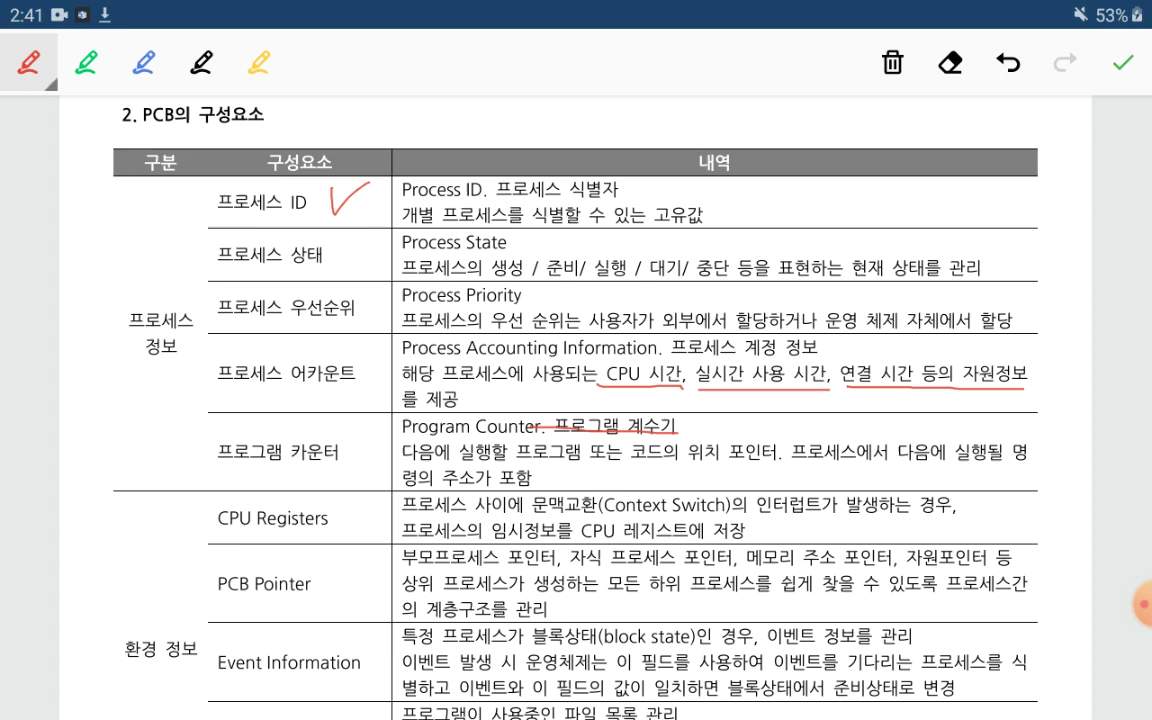 2:41
53%
2. PCB의 구성요소
구분 구성요소 내역
프로세스 정보
프로세스 ID
Process ID. 프로세스 식별자
개별 프로세스를 식별할 수 있는 고유값
프로세스 상태
Process State
프로세스의 생성 / 준비/ 실행 / 대기/ 중단 등을 표현하는 현재 상태를 관리
프로세스 우선순위
Process Priority
프로세스의 우선 순위는 사용자가 외부에서 할당하거나 운영 체제 자체에서 할당
프로세스 어카운트
Process Accounting Information. 프로세스 계정 정보
해당 프로세스에 사용되는 CPU 시간, 실시간 사용 시간, 연결 시간 등의 자원정보
를 제공
프로그램 카운터
Program Counter. 프로그램 계수기
다음에 실행할 프로그램 또는 코드의 위치 포인터. 프로세스에서 다음에 실행될 명
령의 주소가 포함
환경 정보
CPU Registers
프로세스 사이에 문맥교환(Context Switch)의 인터럽트가 발생하는 경우,
프로세스의 임시정보를 CPU 레지스트에 저장
PCB Pointer
부모프로세스 포인터, 자식 프로세스 포인터, 메모리 주소 포인터, 자원포인터 등
상위 프로세스가 생성하는 모든 하위 프로세스를 쉽게 찾을 수 있도록 프로세스간
의 계층구조를 관리
Event Information
특정 프로세스가 블록상태(block state)인 경우, 이벤트 정보를 관리
이벤트 발생 시 운영체제는 이 필드를 사용하여 이벤트를 기다리는 프로세스를 식
별하고 이벤트와 이 필드의 값이 일치하면 블록상태에서 준비상태로 변경
프로그램이 사용중인 파일 목록 관리